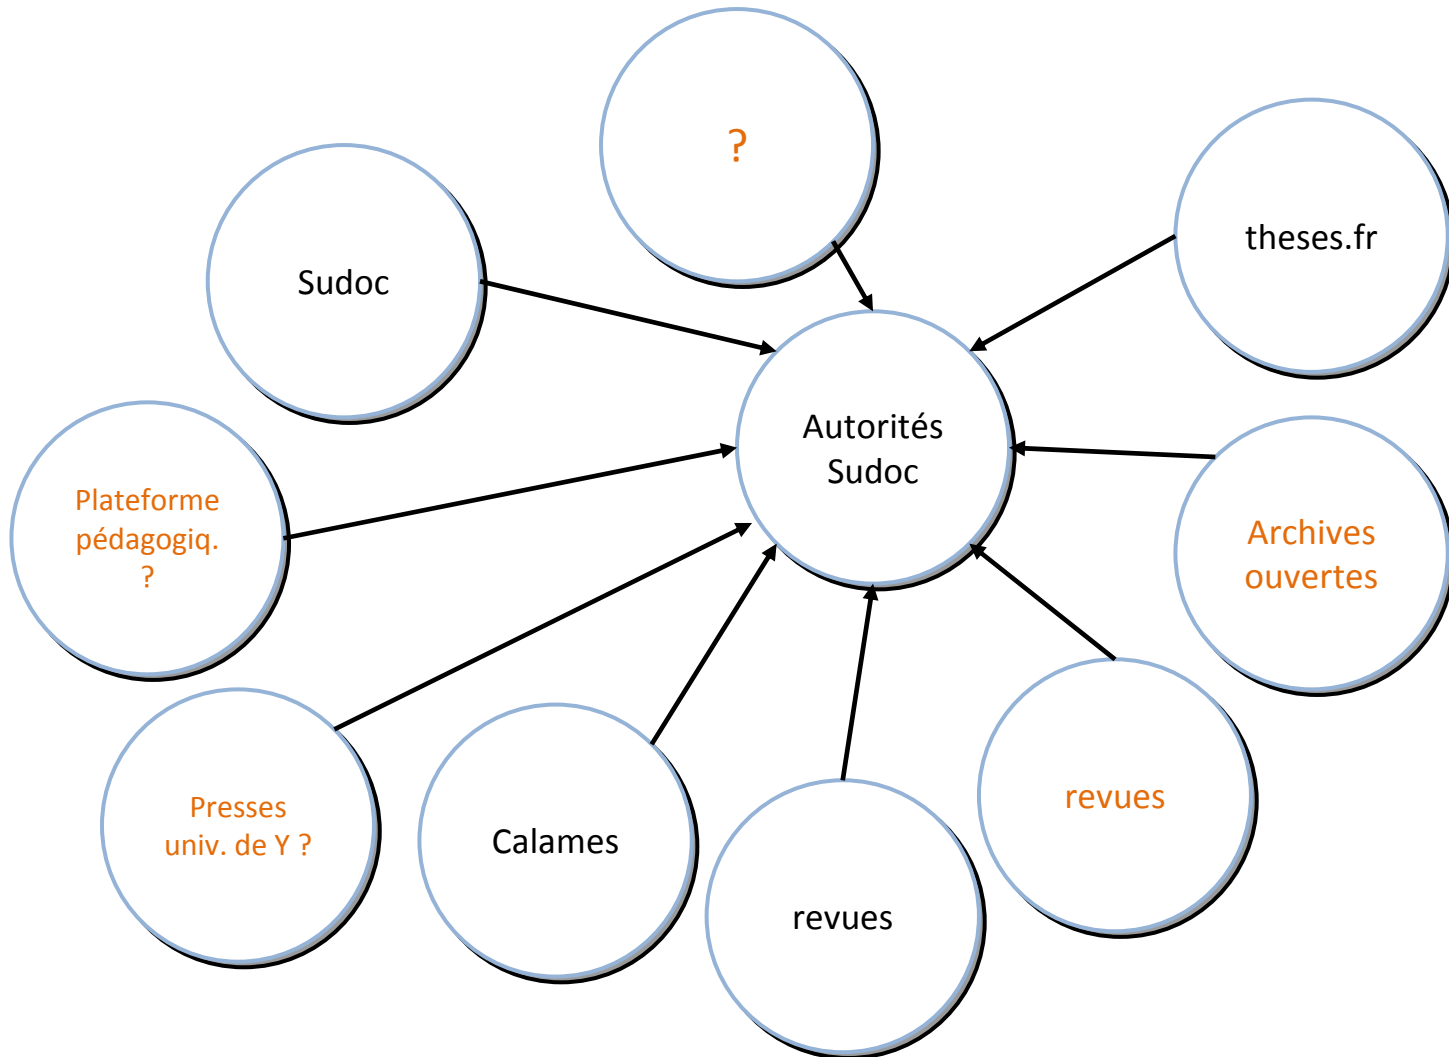 ?
theses.fr
Sudoc
Autorités
Sudoc
Plateforme
pédagogiq.
?
Archives
ouvertes
Presses
univ. de Y ?
Calames
revues
revues